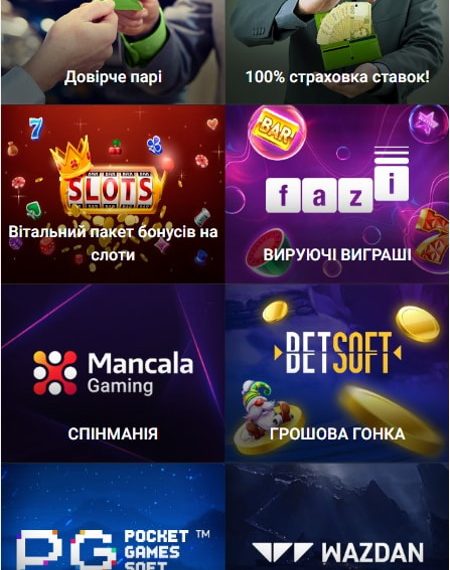 Довірче парі
100% страховка ставок!
7
BAR
SLOTS
Вітальний пакет бонусів на
слоти
fazi
ВИРУЮЧІ ВИГРАШІ
Mancala
Gaming
СПІНМАНІЯ
BETSOFT
ГРОШОВА ГОНКА
PG POCKET
GAMES
SOFT
™
WAZDAN